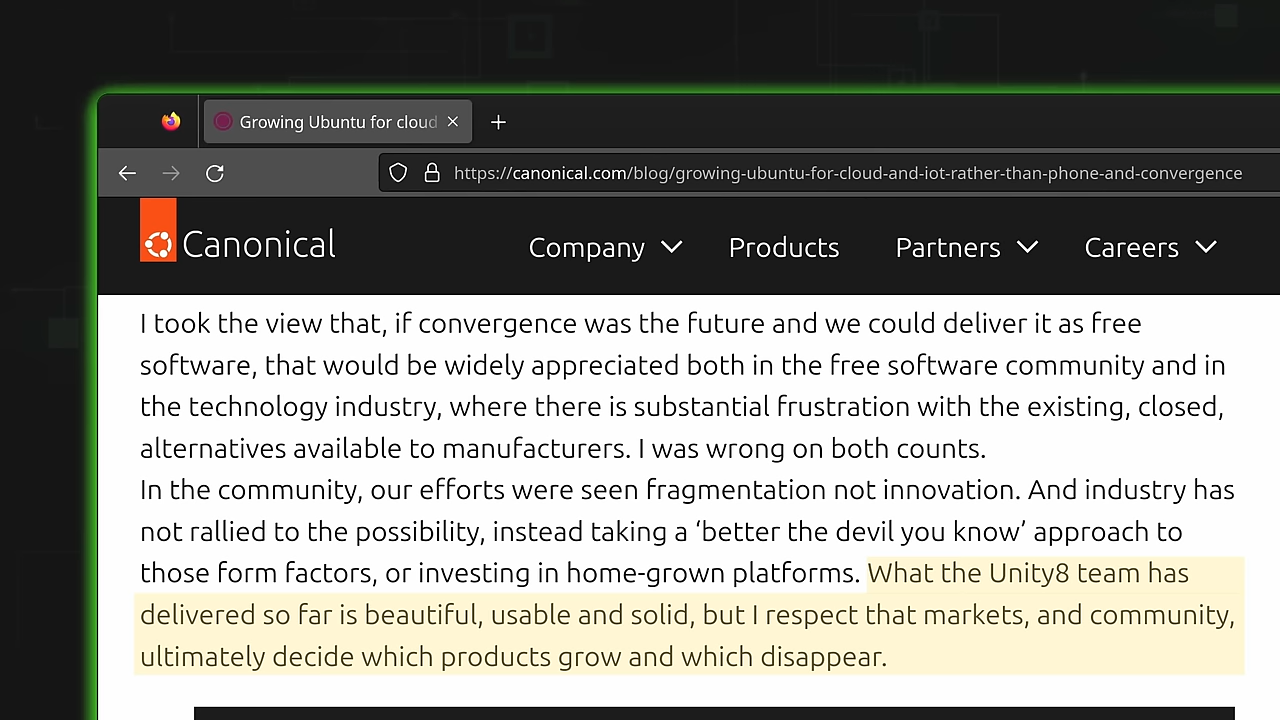 Growing Ubuntu for cloud
https://canonical.com/blog/growing-ubuntu-for-cloud-and-iot-rather-than-phone-and-convergence
Canonical Company Products Partners Careers
I took the view that, if convergence was the future and we could deliver it as free
software, that would be widely appreciated both in the free software community and in
the technology industry, where there is substantial frustration with the existing, closed,
alternatives available to manufacturers. I was wrong on both counts.
In the community, our efforts were seen fragmentation not innovation. And industry has
not rallied to the possibility, instead taking a ‘better the devil you know’ approach to
those form factors, or investing in home-grown platforms. What the Unity8 team has
delivered so far is beautiful, usable and solid, but I respect that markets, and community,
ultimately decide which products grow and which disappear.